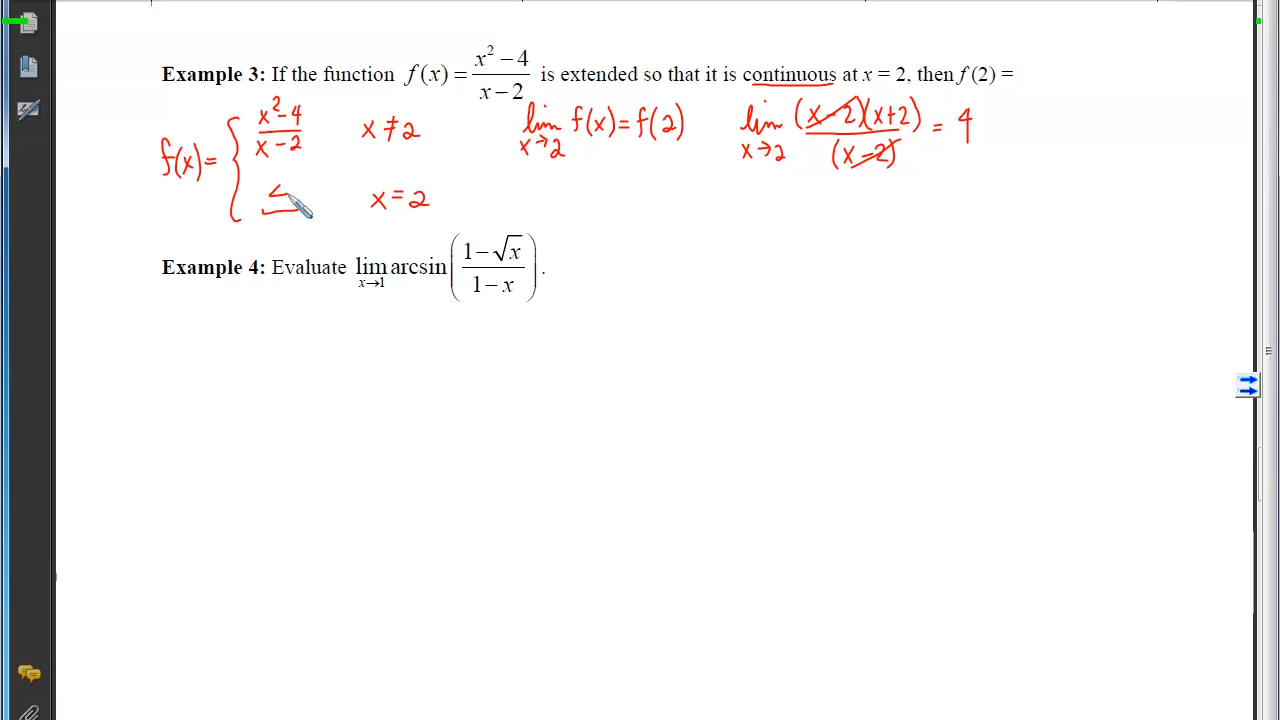 Example 3: If the function f(x) = (x² − 4)/(x − 2) is extended so that it is continuous at x = 2, then f(2) =
f(x) = { (x² − 4)/(x − 2)   x ≠ 2   lim x→2 f(x) = f(2)   lim x→2 (x − 2)(x + 2)/(x − 2) = 4
x = 2
Example 4: Evaluate lim x→1 arcsin((1 − √x)/(1 − x)).